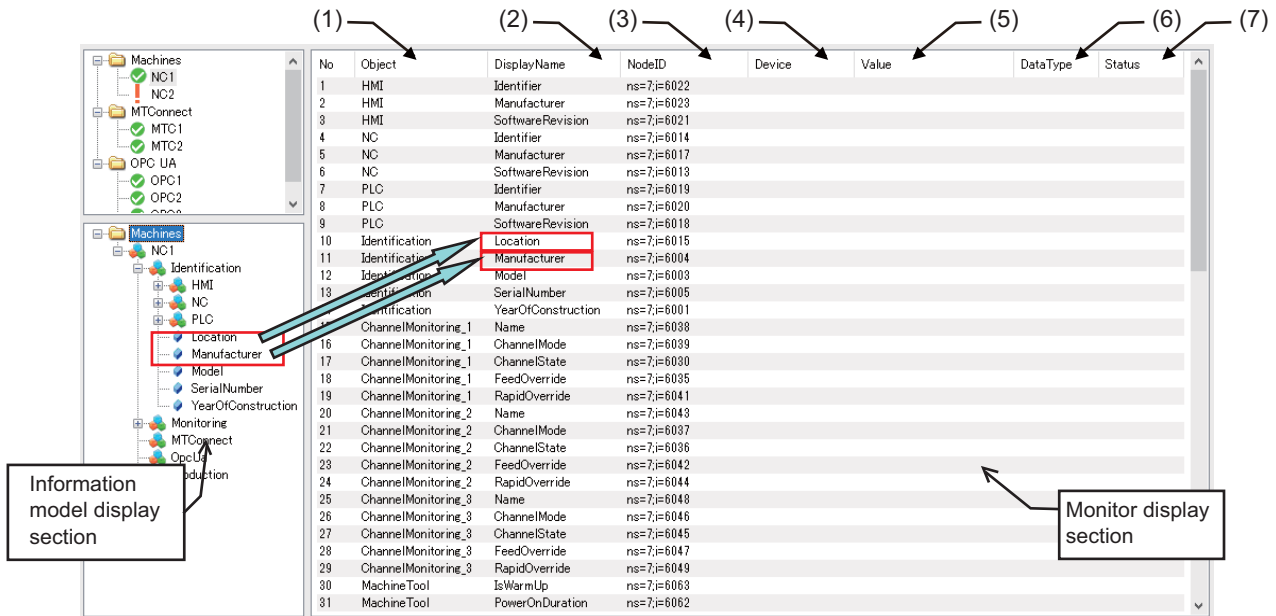 (1) (2) (3) (4) (5) (6) (7)
Machines
NC1
NC2
MTConnect
MTC1
MTC2
OPC UA
OPC1
OPC2
Machines
NC1
Identification
HMI
NC
PLC
Location
Manufacturer
Model
SerialNumber
YearOfConstruction
Monitoring
MTConnect
OpcUa
Information
model display
section
No Object DisplayName NodeID Device Value DataType Status
1 HMI Identifier ns=7;i=6022
2 HMI Manufacturer ns=7;i=6023
3 HMI SoftwareRevision ns=7;i=6021
4 NC Identifier ns=7;i=6014
5 NC Manufacturer ns=7;i=6017
6 NC SoftwareRevision ns=7;i=6013
7 PLC Identifier ns=7;i=6019
8 PLC Manufacturer ns=7;i=6020
9 PLC SoftwareRevision ns=7;i=6018
10 Identification Location ns=7;i=6015
11 Identification Manufacturer ns=7;i=6004
12 Identification Model ns=7;i=6003
13 Identification SerialNumber ns=7;i=6005
Identification YearOfConstruction ns=7;i=6001
ChannelMonitoring_1 Name ns=7;i=6038
16 ChannelMonitoring_1 ChannelMode ns=7;i=6039
17 ChannelMonitoring_1 ChannelState ns=7;i=6030
18 ChannelMonitoring_1 FeedOverride ns=7;i=6035
19 ChannelMonitoring_1 RapidOverride ns=7;i=6041
20 ChannelMonitoring_2 Name ns=7;i=6043
21 ChannelMonitoring_2 ChannelMode ns=7;i=6037
22 ChannelMonitoring_2 ChannelState ns=7;i=6036
23 ChannelMonitoring_2 FeedOverride ns=7;i=6042
24 ChannelMonitoring_2 RapidOverride ns=7;i=6044
25 ChannelMonitoring_3 Name ns=7;i=6048
26 ChannelMonitoring_3 ChannelMode ns=7;i=6046
27 ChannelMonitoring_3 ChannelState ns=7;i=6045
28 ChannelMonitoring_3 FeedOverride ns=7;i=6047
29 ChannelMonitoring_3 RapidOverride ns=7;i=6049
30 MachineTool IsWarmUp ns=7;i=6063
31 MachineTool PowerOnDuration ns=7;i=6062
Monitor display
section